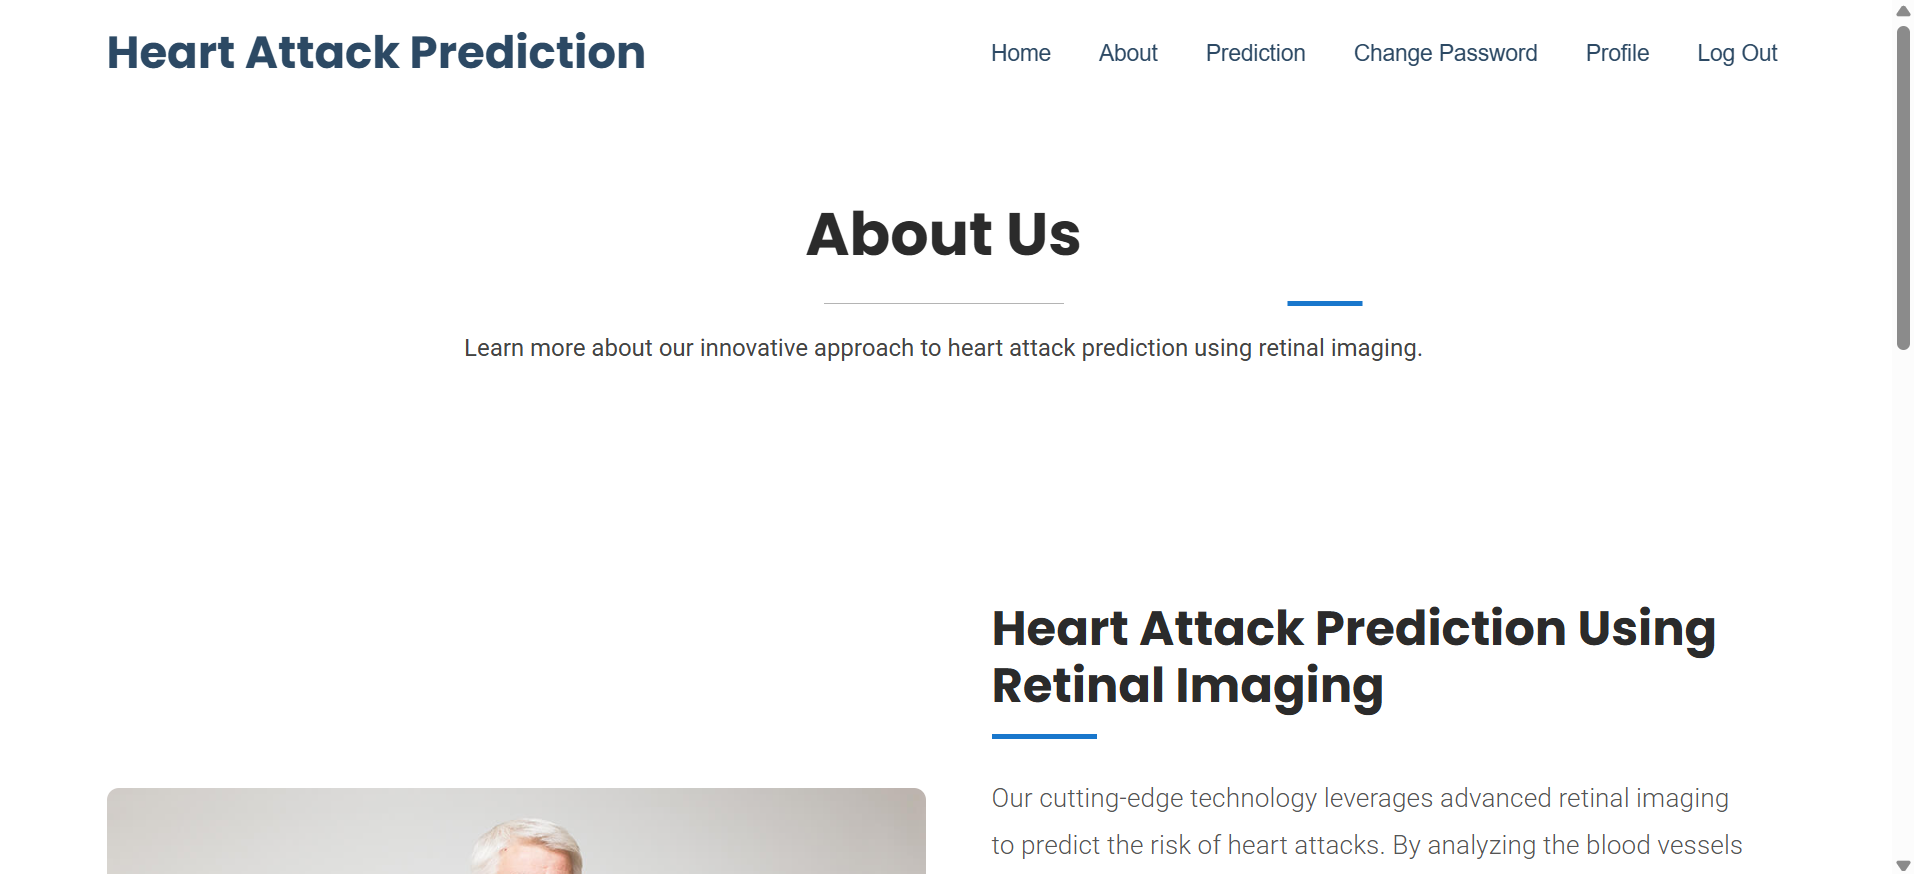 Heart Attack Prediction
Home About Prediction Change Password Profile Log Out
About Us
Learn more about our innovative approach to heart attack prediction using retinal imaging.
Heart Attack Prediction Using
Retinal Imaging
Our cutting-edge technology leverages advanced retinal imaging
to predict the risk of heart attacks. By analyzing the blood vessels